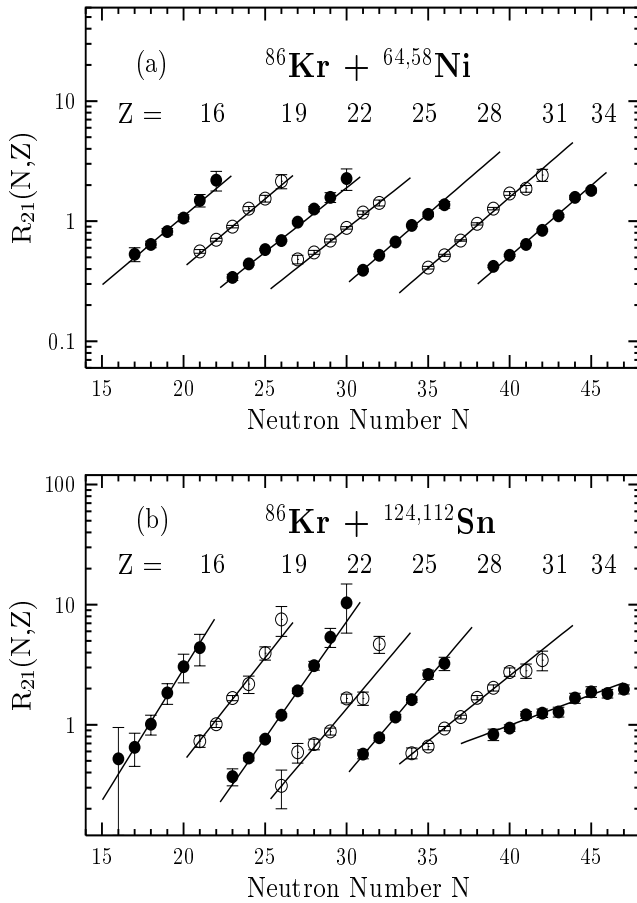 (a) ⁸⁶Kr + ⁶⁴,⁵⁸Ni
Z = 16 19 22 25 28 31 34
R₂₁(N,Z)
10
1
0.1
15 20 25 30 35 40 45
Neutron Number N
(b) ⁸⁶Kr + ¹²⁴,¹¹²Sn
Z = 16 19 22 25 28 31 34
R₂₁(N,Z)
100
10
1
15 20 25 30 35 40 45
Neutron Number N